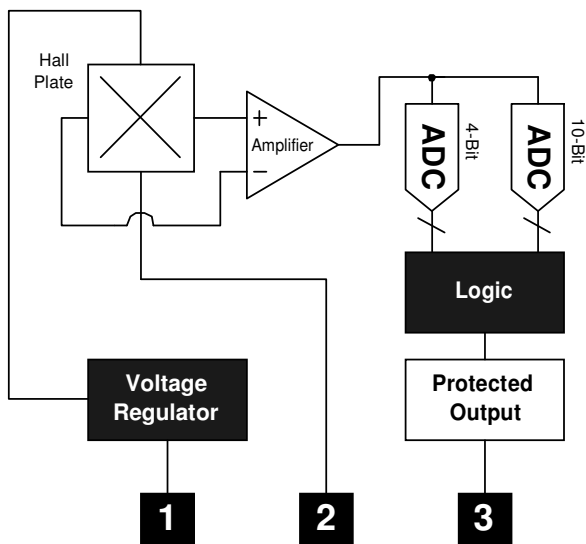 Hall
Plate
+
Amplifier
−
ADC
4-Bit
ADC
10-Bit
Logic
Voltage
Regulator
Protected
Output
1
2
3